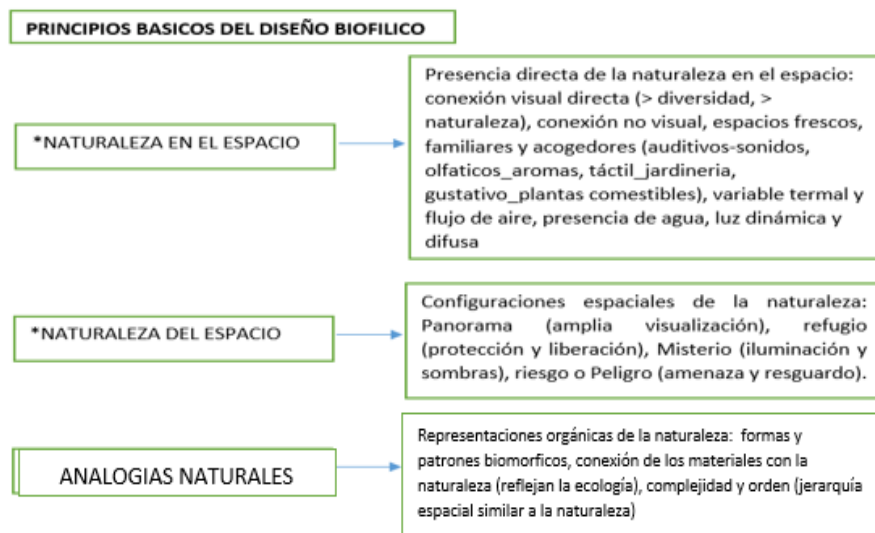 PRINCIPIOS BASICOS DEL DISEÑO BIOFILICO
*NATURALEZA EN EL ESPACIO
Presencia directa de la naturaleza en el espacio:
conexión visual directa (> diversidad, >
naturaleza), conexión no visual, espacios frescos,
familiares y acogedores (auditivos-sonidos,
olfaticos_aromas, táctil_jardineria,
gustativo_plantas comestibles), variable termal y
flujo de aire, presencia de agua, luz dinámica y
difusa
*NATURALEZA DEL ESPACIO
Configuraciones espaciales de la naturaleza:
Panorama (amplia visualización), refugio
(protección y liberación), Misterio (iluminación y
sombras), riesgo o Peligro (amenaza y resguardo).
ANALOGIAS NATURALES
Representaciones orgánicas de la naturaleza: formas y
patrones biomorficos, conexión de los materiales con la
naturaleza (reflejan la ecología), complejidad y orden (jerarquía
espacial similar a la naturaleza)